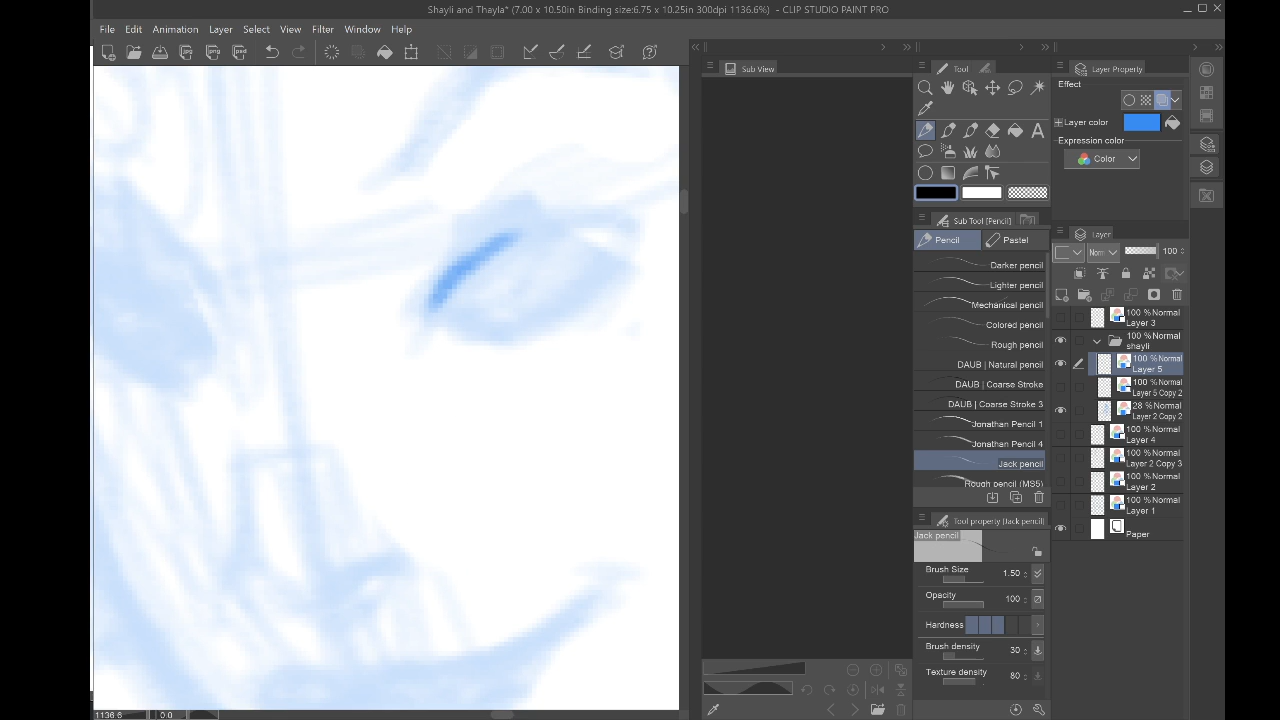 Shayli and Thayla* (7.00 x 10.50in Binding size:6.75 x 10.25in 300dpi 1136.6%) - CLIP STUDIO PAINT PRO
File Edit Animation Layer Select View Filter Window Help
Sub View
Tool
Layer Property
Effect
Layer color
Expression color
Color
Sub Tool [Pencil]
Pencil Pastel
Darker pencil
Lighter pencil
Mechanical pencil
Colored pencil
Rough pencil
DAUB | Natural pencil
DAUB | Coarse Stroke
DAUB | Coarse Stroke 3
Jonathan Pencil 1
Jonathan Pencil 4
Jack pencil
Rough pencil (MS5)
Tool property [Jack pencil]
Jack pencil
Brush Size 1.50
Opacity 100
Hardness
Brush density 30
Texture density 80
Layer
Norm 100
100 % Normal
Layer 3
100 % Normal
shayli
100 % Normal
Layer 5
100 % Normal
Layer 5 Copy 2
28 % Normal
Layer 2 Copy 2
100 % Normal
Layer 4
100 % Normal
Layer 2 Copy 3
100 % Normal
Layer 2
100 % Normal
Layer 1
Paper
1136.6 0.0